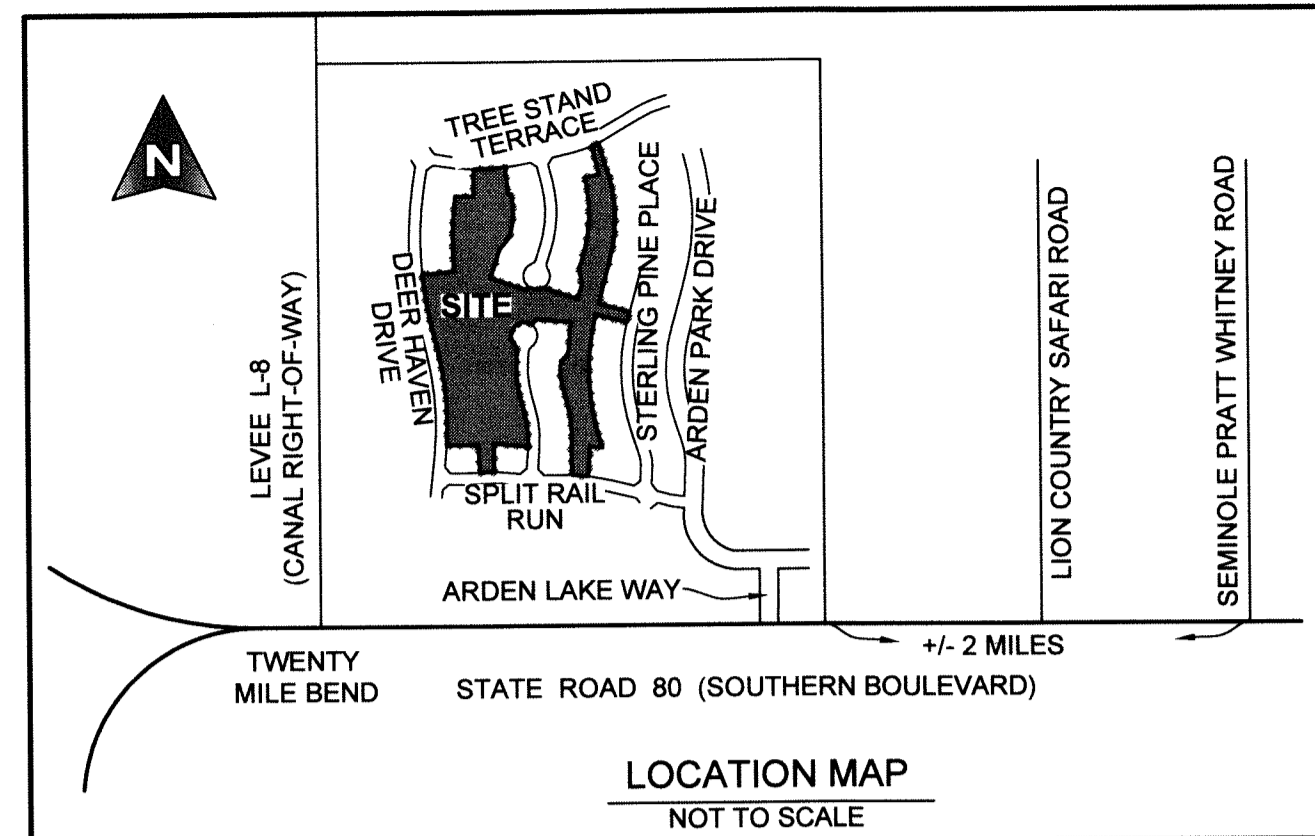 N
TREE STAND
TERRACE
DEER HAVEN
DRIVE
SITE
STERLING PINE PLACE
ARDEN PARK DRIVE
LEVEE L-8
(CANAL RIGHT-OF-WAY)
LION COUNTRY SAFARI ROAD
SEMINOLE PRATT WHITNEY ROAD
SPLIT RAIL
RUN
ARDEN LAKE WAY
+/- 2 MILES
TWENTY
MILE BEND
STATE ROAD 80 (SOUTHERN BOULEVARD)
LOCATION MAP
NOT TO SCALE